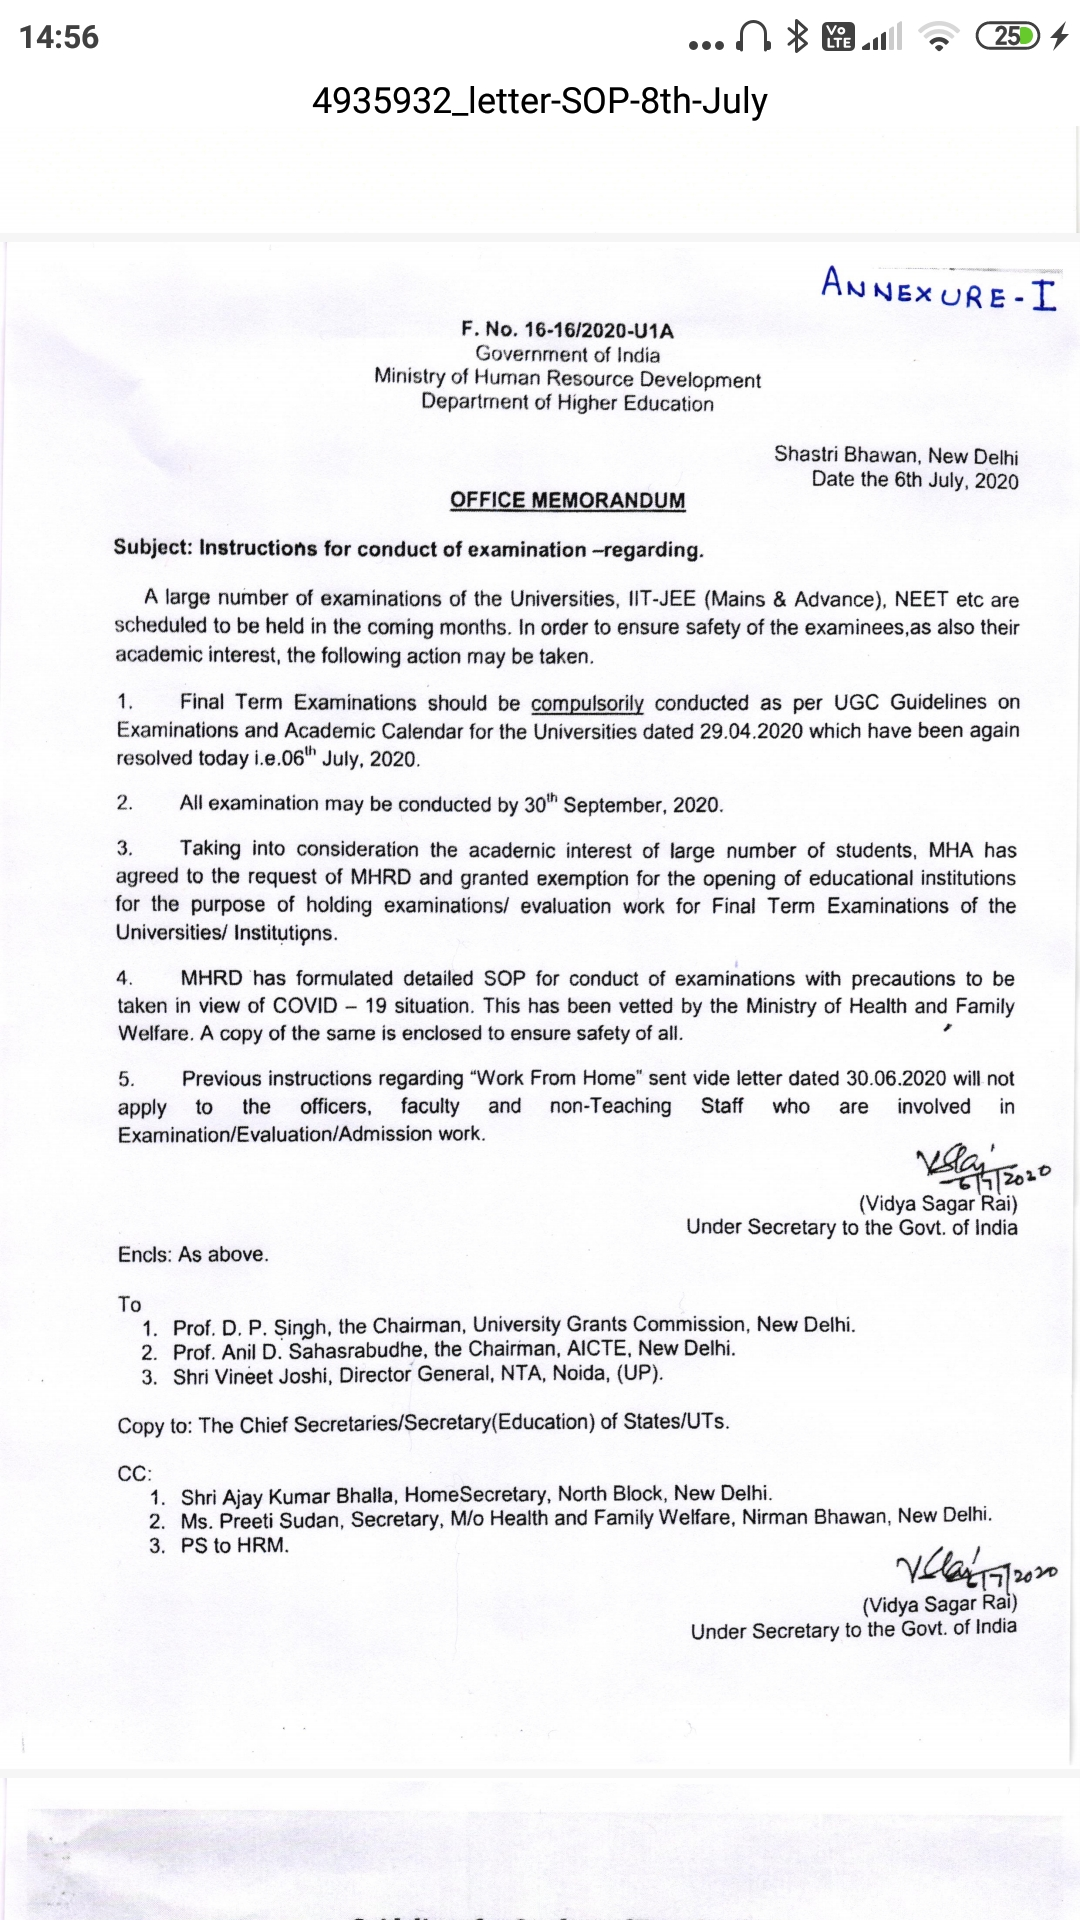 14:56
... Vo LTE 25
4935932_letter-SOP-8th-July
ANNEXURE-I
F. No. 16-16/2020-U1A
Government of India
Ministry of Human Resource Development
Department of Higher Education
Shastri Bhawan, New Delhi
Date the 6th July, 2020
OFFICE MEMORANDUM
Subject: Instructions for conduct of examination –regarding.
A large number of examinations of the Universities, IIT-JEE (Mains & Advance), NEET etc are
scheduled to be held in the coming months. In order to ensure safety of the examinees,as also their
academic interest, the following action may be taken.
1. Final Term Examinations should be compulsorily conducted as per UGC Guidelines on
Examinations and Academic Calendar for the Universities dated 29.04.2020 which have been again
resolved today i.e.06th July, 2020.
2. All examination may be conducted by 30th September, 2020.
3. Taking into consideration the academic interest of large number of students, MHA has
agreed to the request of MHRD and granted exemption for the opening of educational institutions
for the purpose of holding examinations/ evaluation work for Final Term Examinations of the
Universities/ Institutions.
4. MHRD has formulated detailed SOP for conduct of examinations with precautions to be
taken in view of COVID – 19 situation. This has been vetted by the Ministry of Health and Family
Welfare. A copy of the same is enclosed to ensure safety of all.
5. Previous instructions regarding “Work From Home” sent vide letter dated 30.06.2020 will not
apply to the officers, faculty and non-Teaching Staff who are involved in
Examination/Evaluation/Admission work.
6/7/2020
(Vidya Sagar Rai)
Under Secretary to the Govt. of India
Encls: As above.
To
1. Prof. D. P. Singh, the Chairman, University Grants Commission, New Delhi.
2. Prof. Anil D. Sahasrabudhe, the Chairman, AICTE, New Delhi.
3. Shri Vineet Joshi, Director General, NTA, Noida, (UP).
Copy to: The Chief Secretaries/Secretary(Education) of States/UTs.
CC:
1. Shri Ajay Kumar Bhalla, HomeSecretary, North Block, New Delhi.
2. Ms. Preeti Sudan, Secretary, M/o Health and Family Welfare, Nirman Bhawan, New Delhi.
3. PS to HRM.
6/7/2020
(Vidya Sagar Rai)
Under Secretary to the Govt. of India